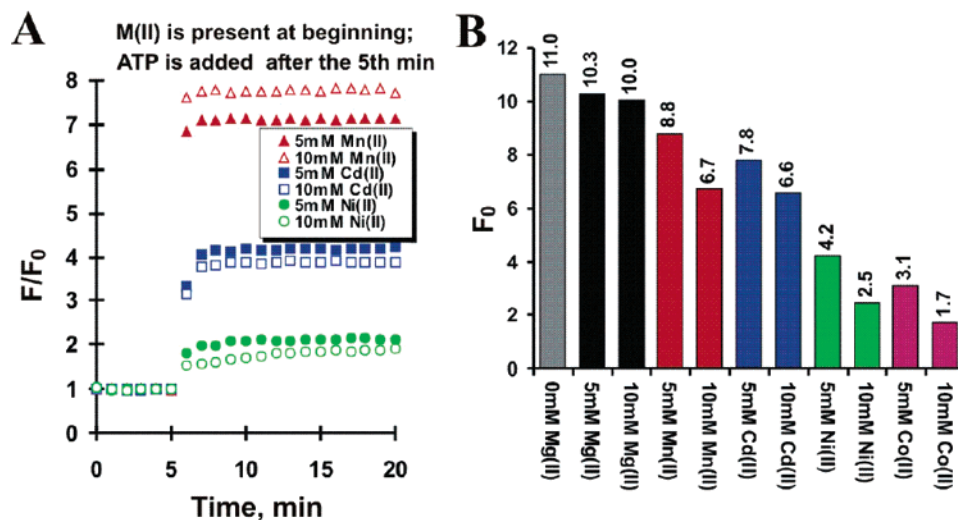 A
M(II) is present at beginning;
ATP is added after the 5th min
F/F0
8
7
6
5
4
3
2
1
0
5mM Mn(II)
10mM Mn(II)
5mM Cd(II)
10mM Cd(II)
5mM Ni(II)
10mM Ni(II)
0 5 10 15 20
Time, min
B
F0
12
10
8
6
4
2
0
11.0
10.3
10.0
8.8
6.7
7.8
6.6
4.2
2.5
3.1
1.7
0mM Mg(II)
5mM Mg(II)
10mM Mg(II)
5mM Mn(II)
10mM Mn(II)
5mM Cd(II)
10mM Cd(II)
5mM Ni(II)
10mM Ni(II)
5mM Co(II)
10mM Co(II)